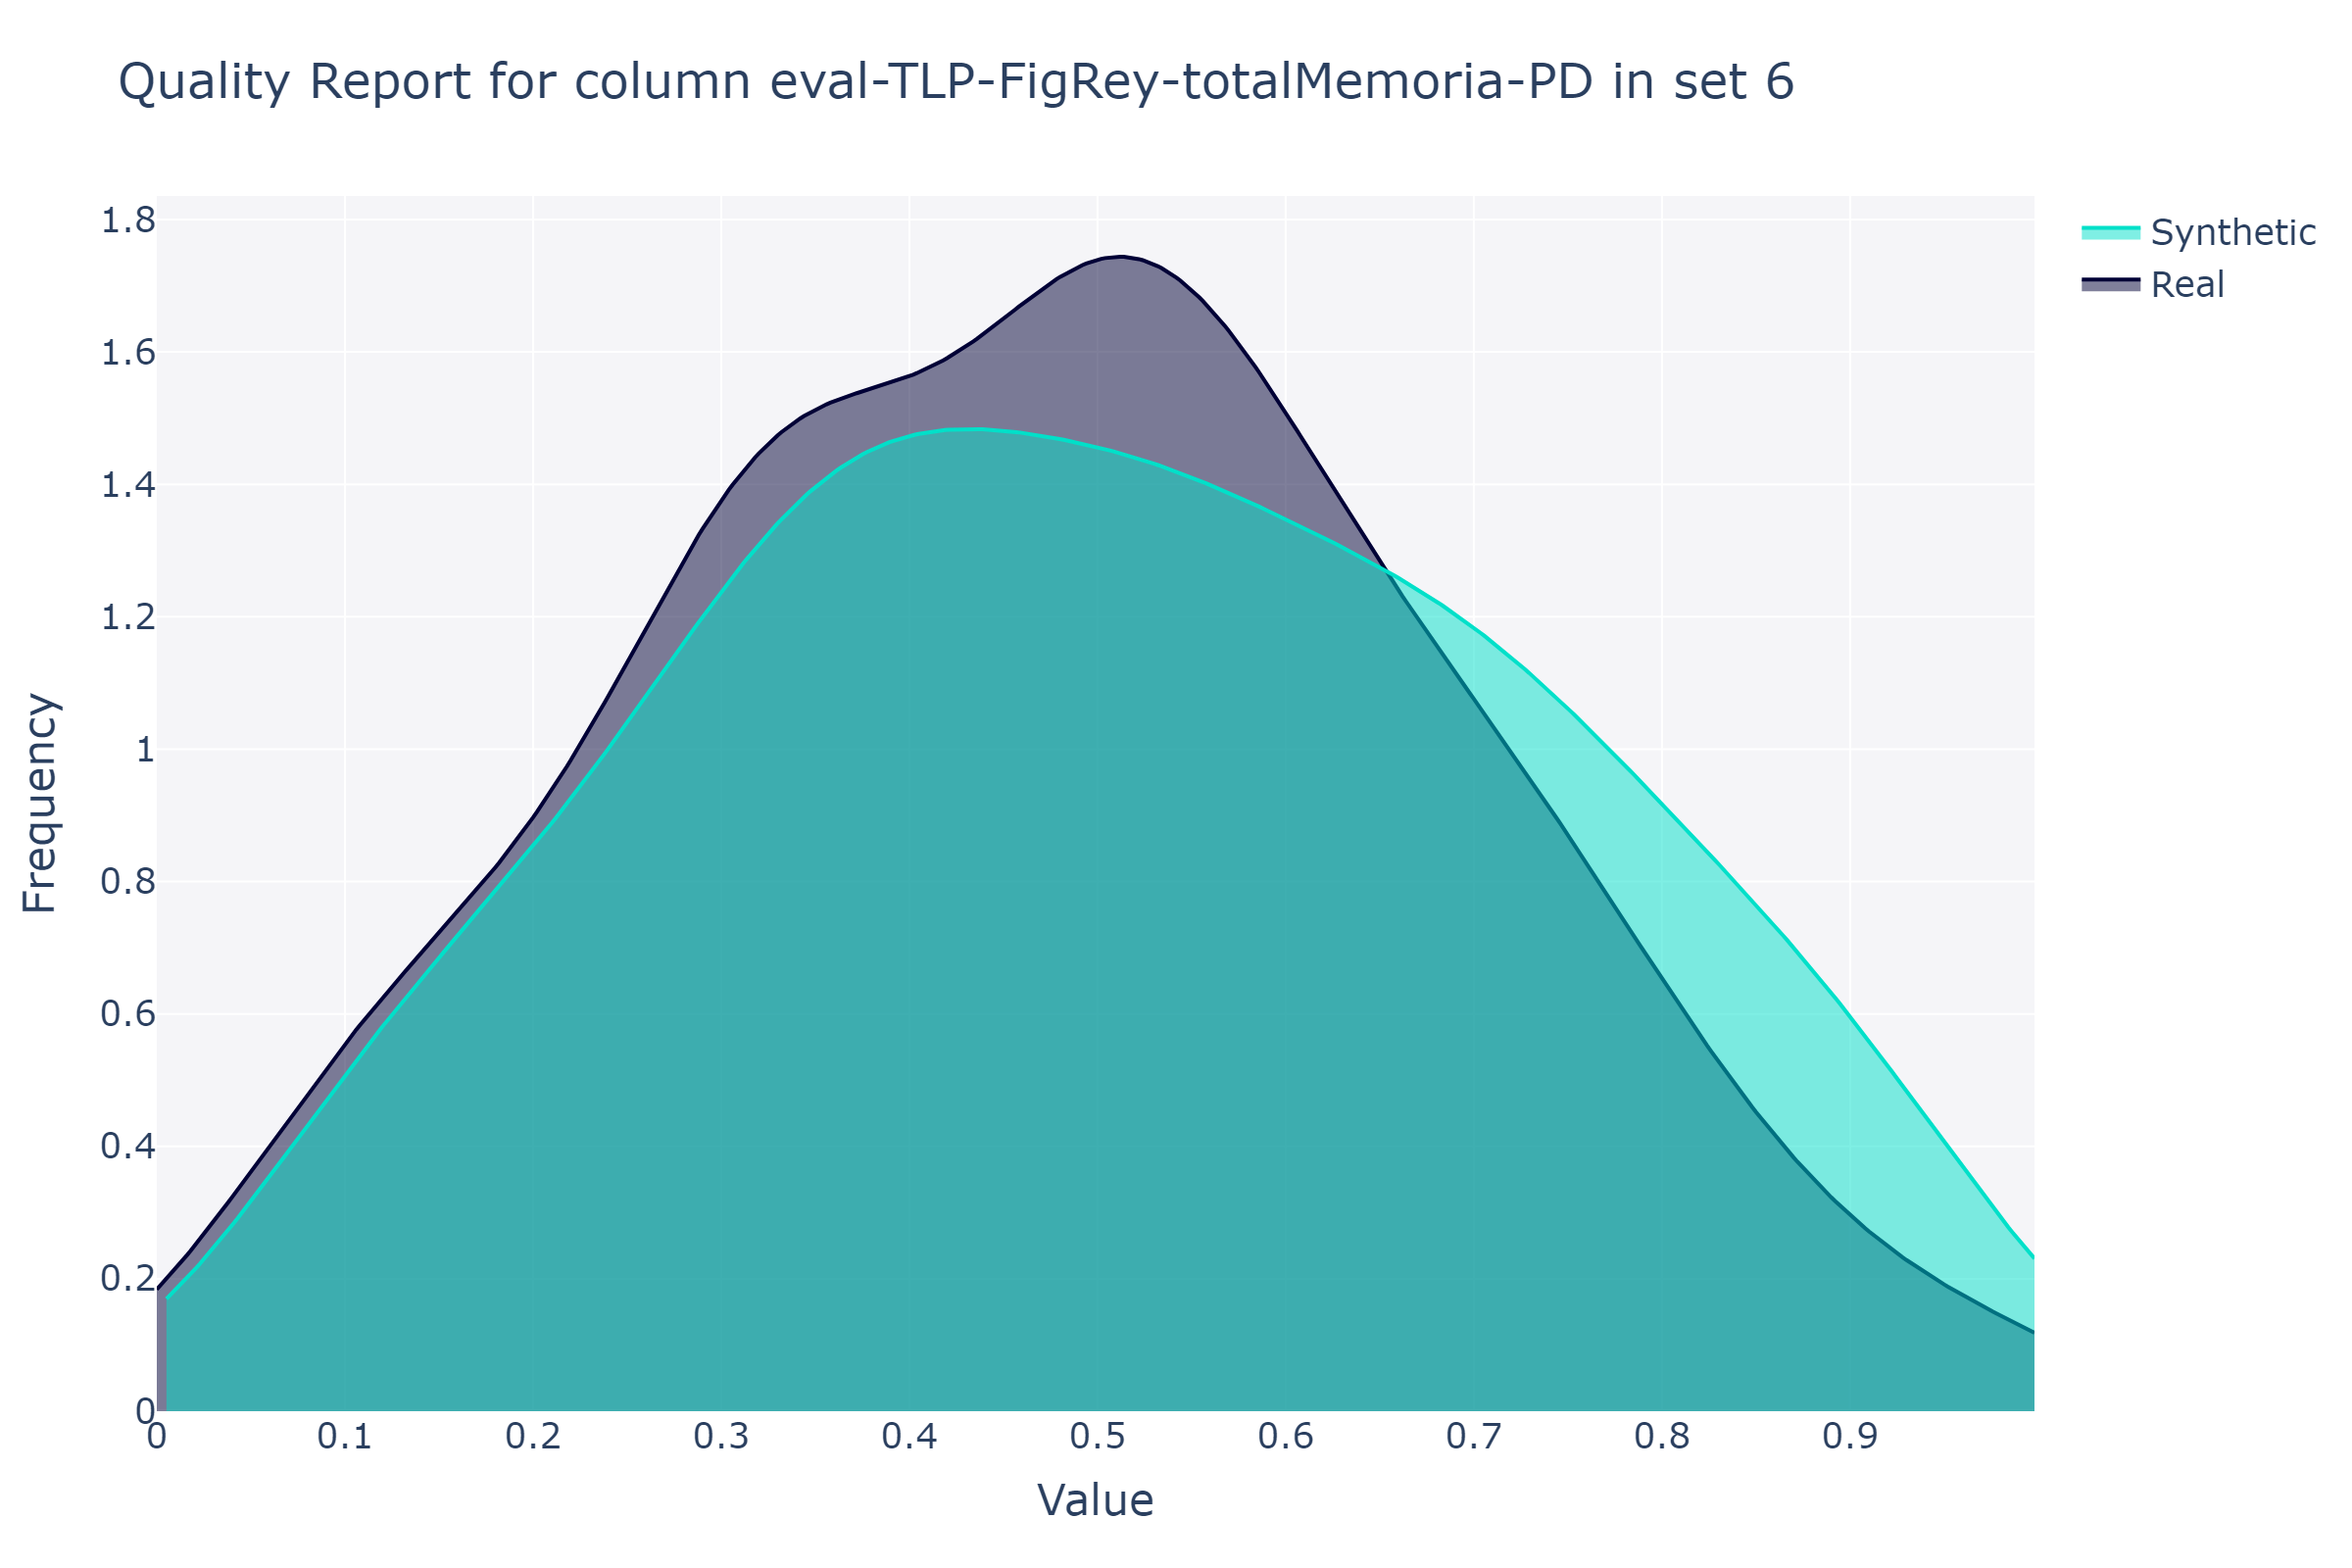 Quality Report for column eval-TLP-FigRey-totalMemoria-PD in set 6
Synthetic
Real
Frequency
1.8
1.6
1.4
1.2
1
0.8
0.6
0.4
0.2
0
0 0.1 0.2 0.3 0.4 0.5 0.6 0.7 0.8 0.9
Value